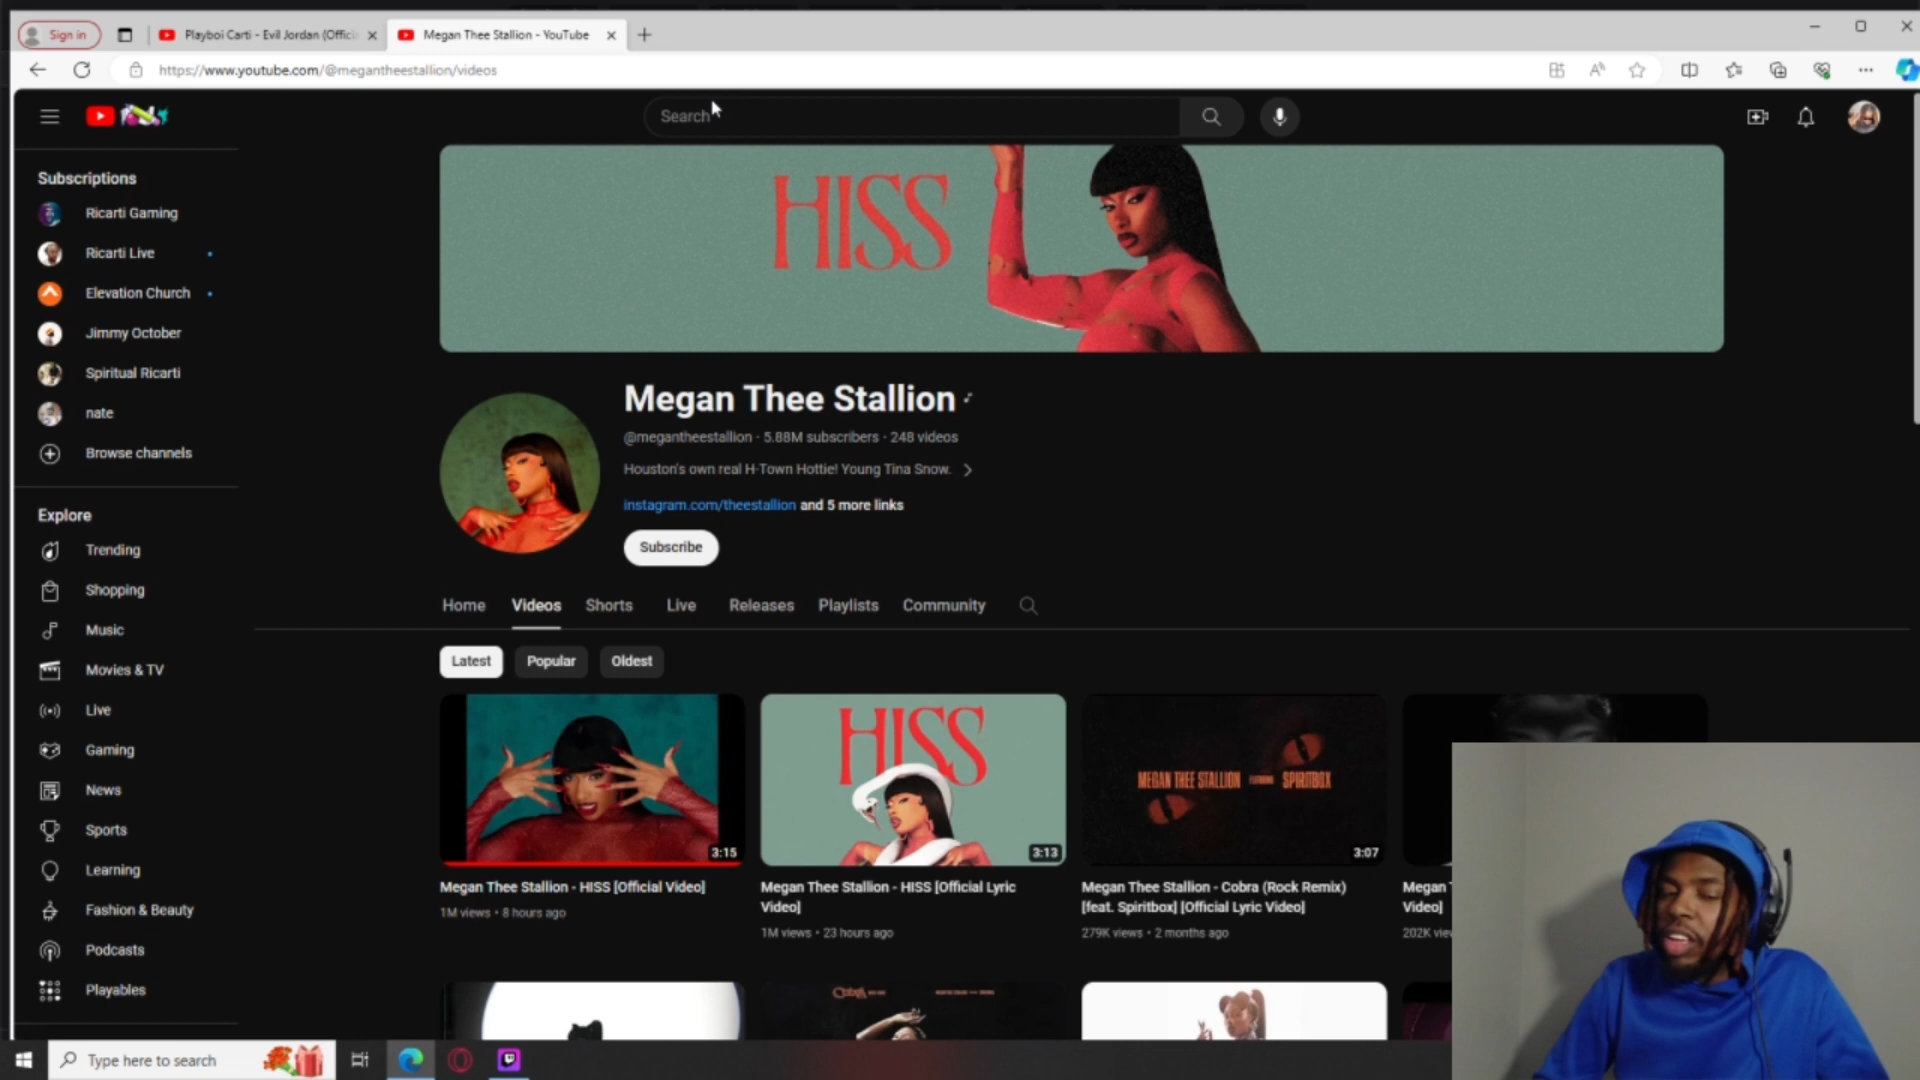 Sign in
Playboi Carti - Evil Jordan (Offici
Megan Thee Stallion - YouTube
https://www.youtube.com/@megantheestallion/videos
Search
Subscriptions
Ricarti Gaming
Ricarti Live
Elevation Church
Jimmy October
Spiritual Ricarti
nate
Browse channels
Explore
Trending
Shopping
Music
Movies & TV
Live
Gaming
News
Sports
Learning
Fashion & Beauty
Podcasts
Playables
HISS
Megan Thee Stallion
@megantheestallion · 5.88M subscribers · 248 videos
Houston's own real H-Town Hottie! Young Tina Snow.
instagram.com/theestallion and 5 more links
Subscribe
Home Videos Shorts Live Releases Playlists Community
Latest Popular Oldest
3:15
Megan Thee Stallion - HISS [Official Video]
1M views • 8 hours ago
HISS
3:13
Megan Thee Stallion - HISS [Official Lyric
Video]
1M views • 23 hours ago
MEGAN THEE STALLION SPIRITBOX
3:07
Megan Thee Stallion - Cobra (Rock Remix)
[feat. Spiritbox] [Official Lyric Video]
279K views • 2 months ago
Megan
Video]
202K
Cobra
Type here to search